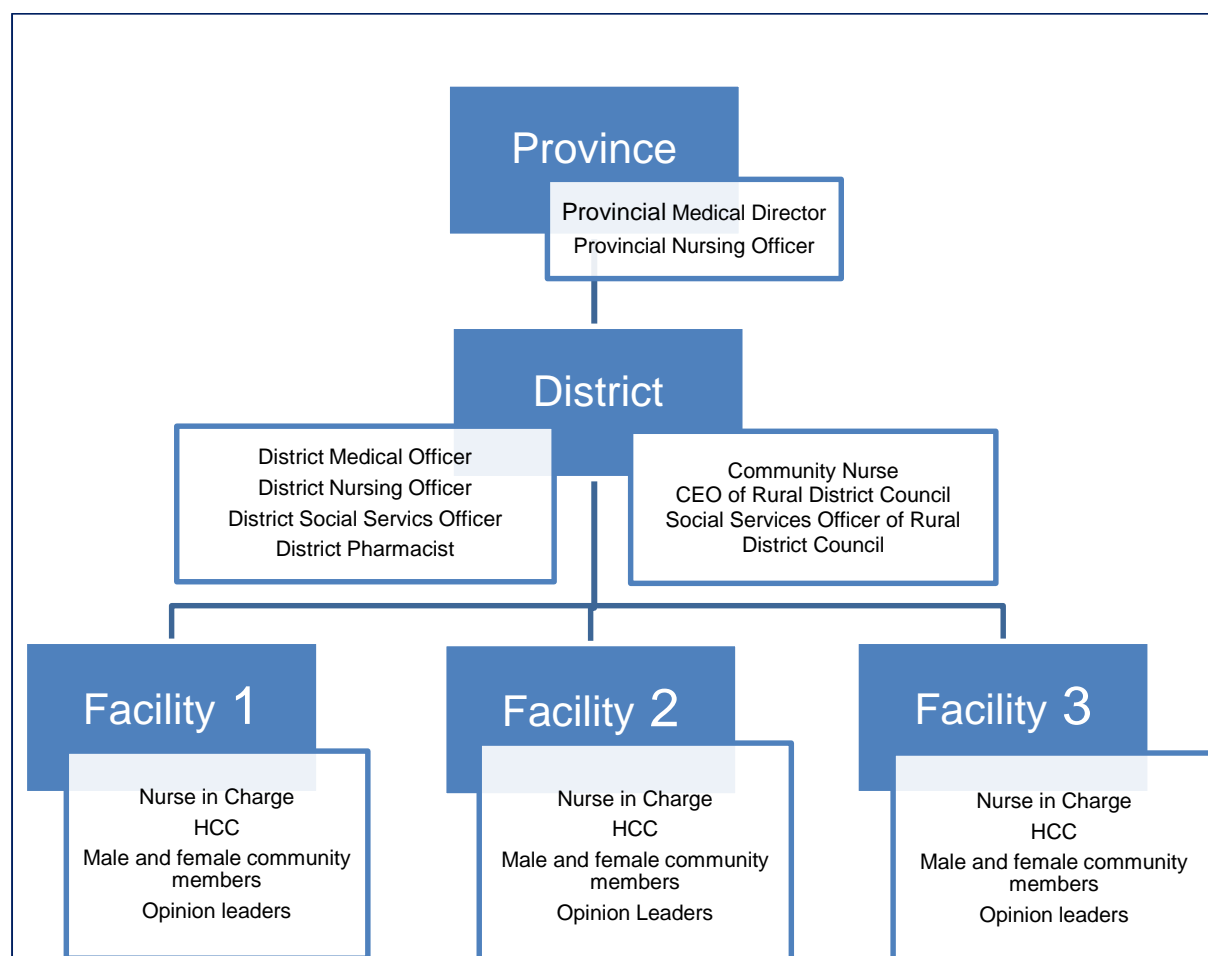 Province
Provincial Medical Director
Provincial Nursing Officer
District
District Medical Officer
District Nursing Officer
District Social Servics Officer
District Pharmacist
Community Nurse
CEO of Rural District Council
Social Services Officer of Rural
District Council
Facility 1
Nurse in Charge
HCC
Male and female community
members
Opinion leaders
Facility 2
Nurse in Charge
HCC
Male and female community
members
Opinion Leaders
Facility 3
Nurse in Charge
HCC
Male and female community
members
Opinion leaders